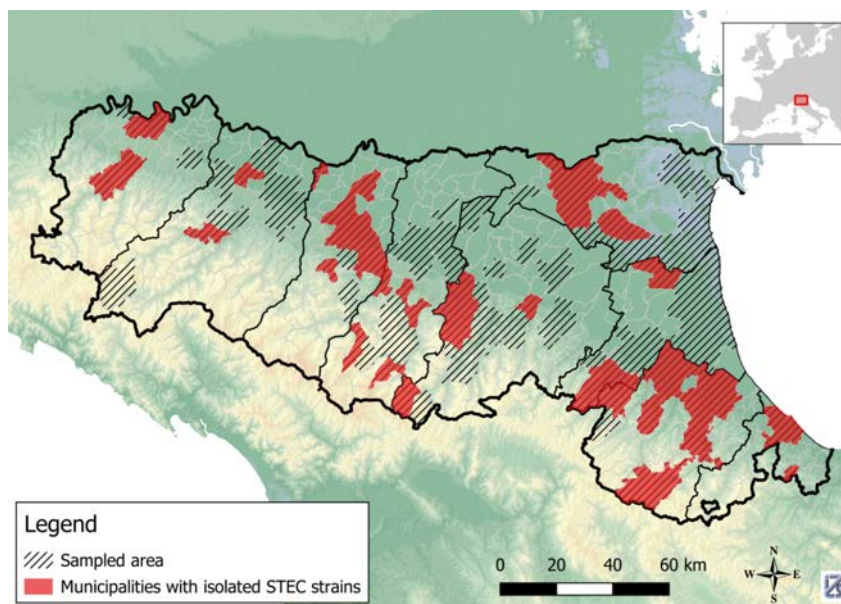 Legend
Sampled area
Municipalities with isolated STEC strains
0 20 40 60 km
N
W E
S